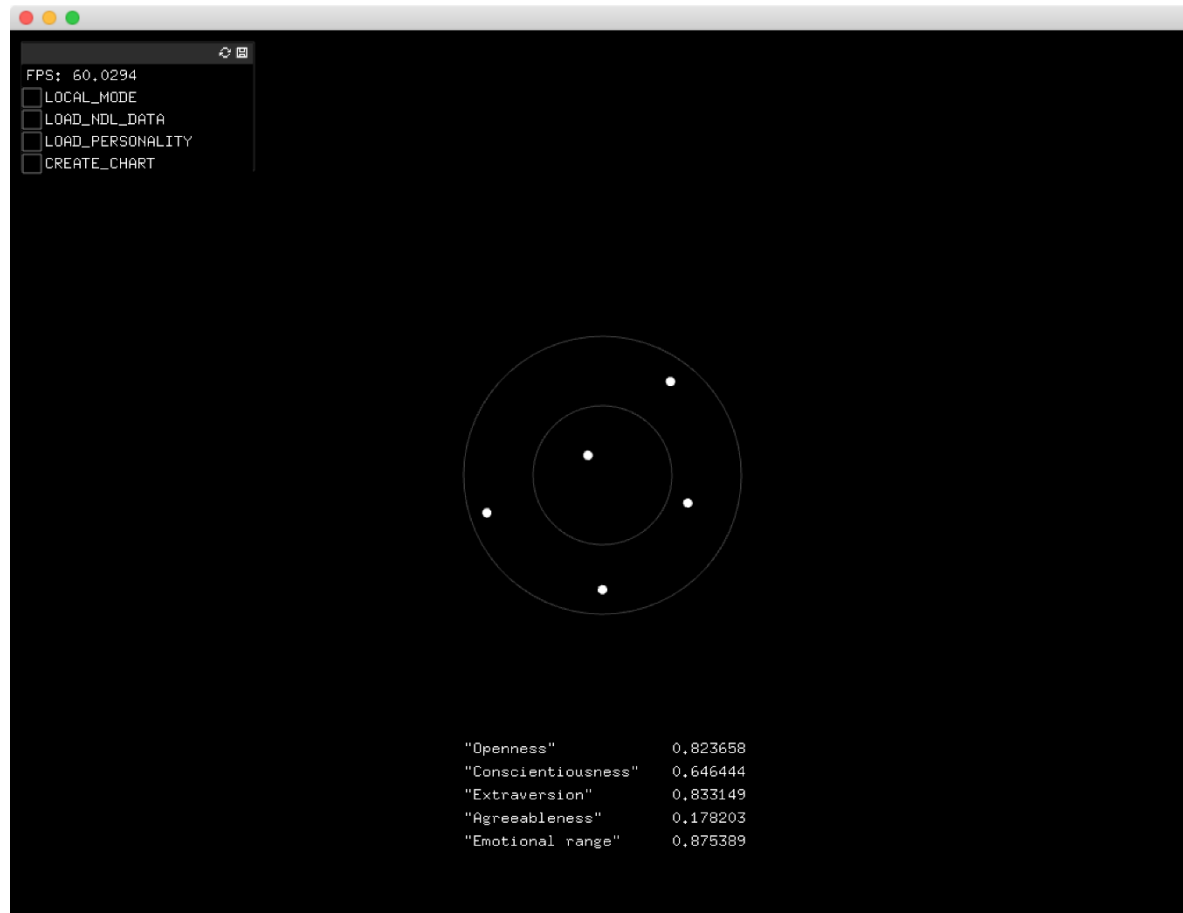 FPS: 60.0294
LOCAL_MODE
LOAD_NDL_DATA
LOAD_PERSONALITY
CREATE_CHART
"Openness" 0.823658
"Conscientiousness" 0.646444
"Extraversion" 0.833149
"Agreeableness" 0.178203
"Emotional range" 0.875389